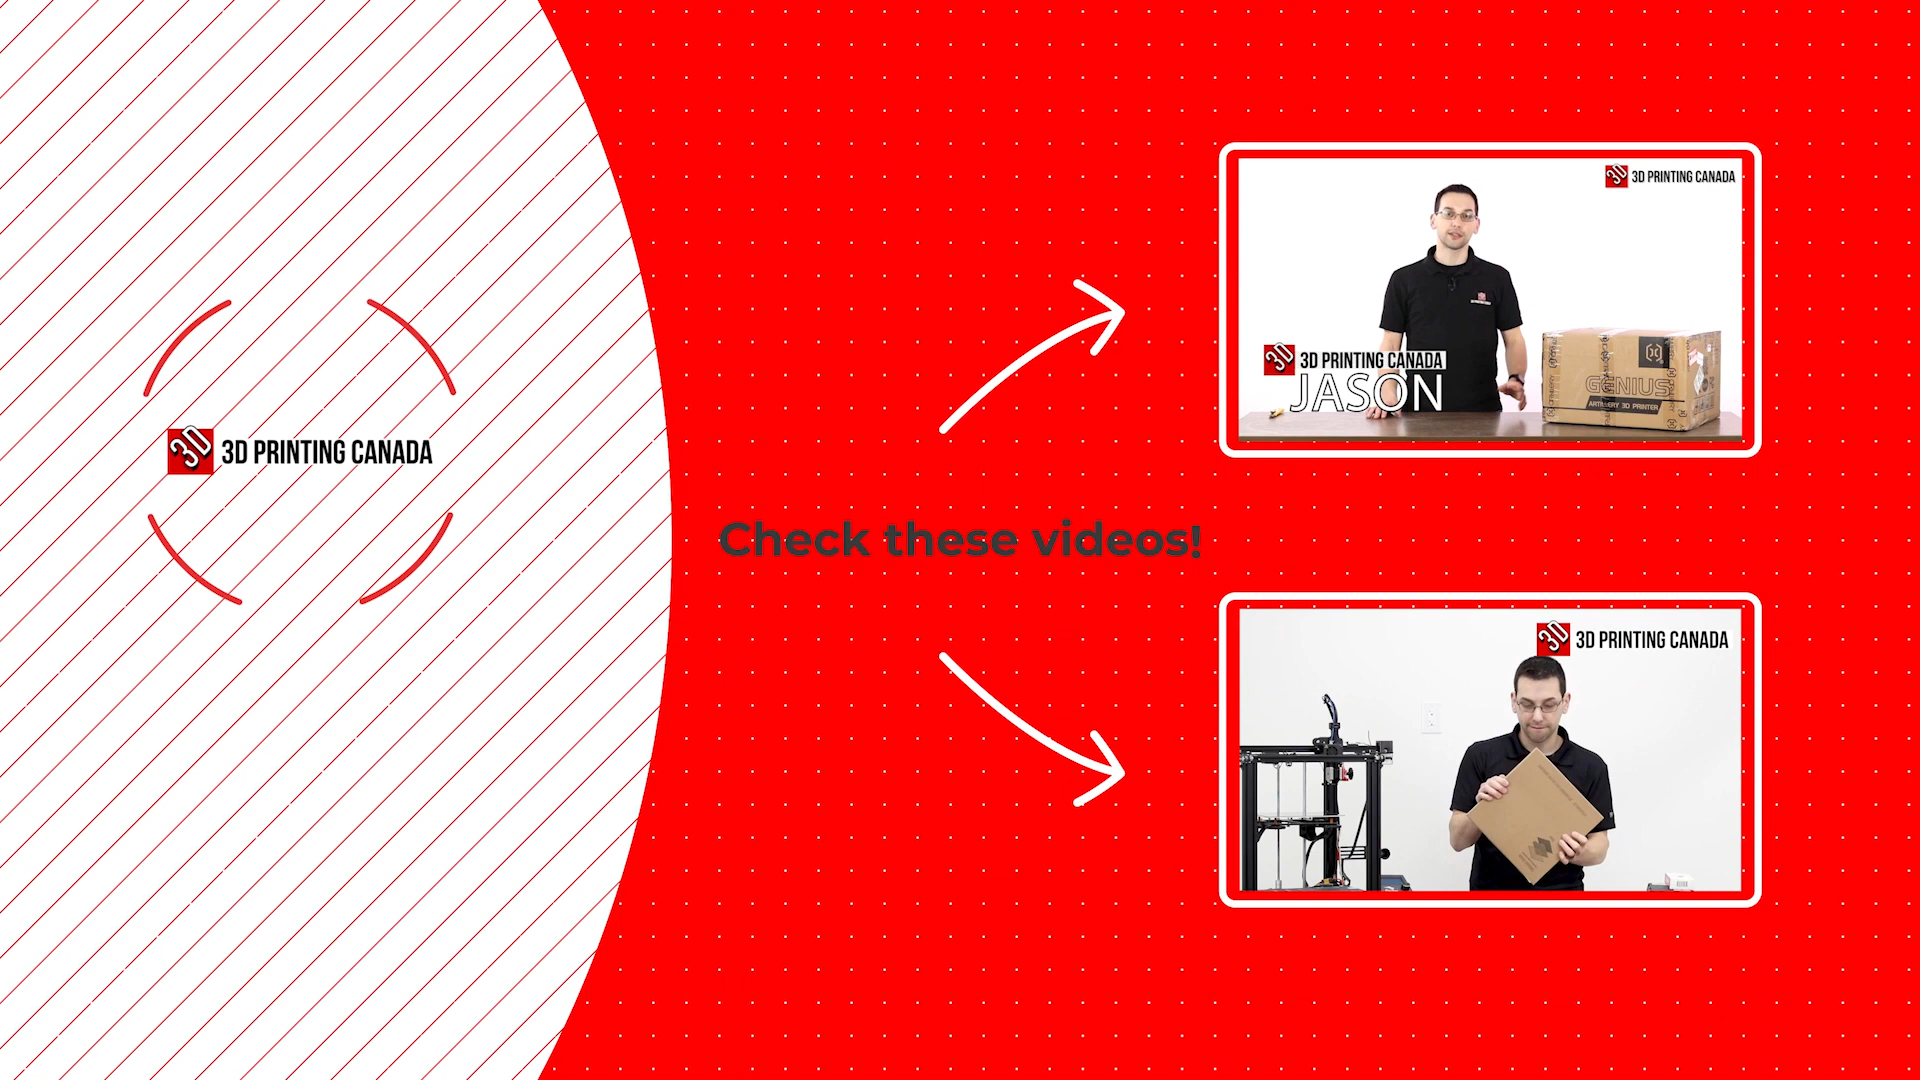 3D PRINTING CANADA
Check these videos!
3D PRINTING CANADA
3D PRINTING CANADA
JASON
GENIUS
ARTILLERY 3D PRINTER
3D PRINTING CANADA